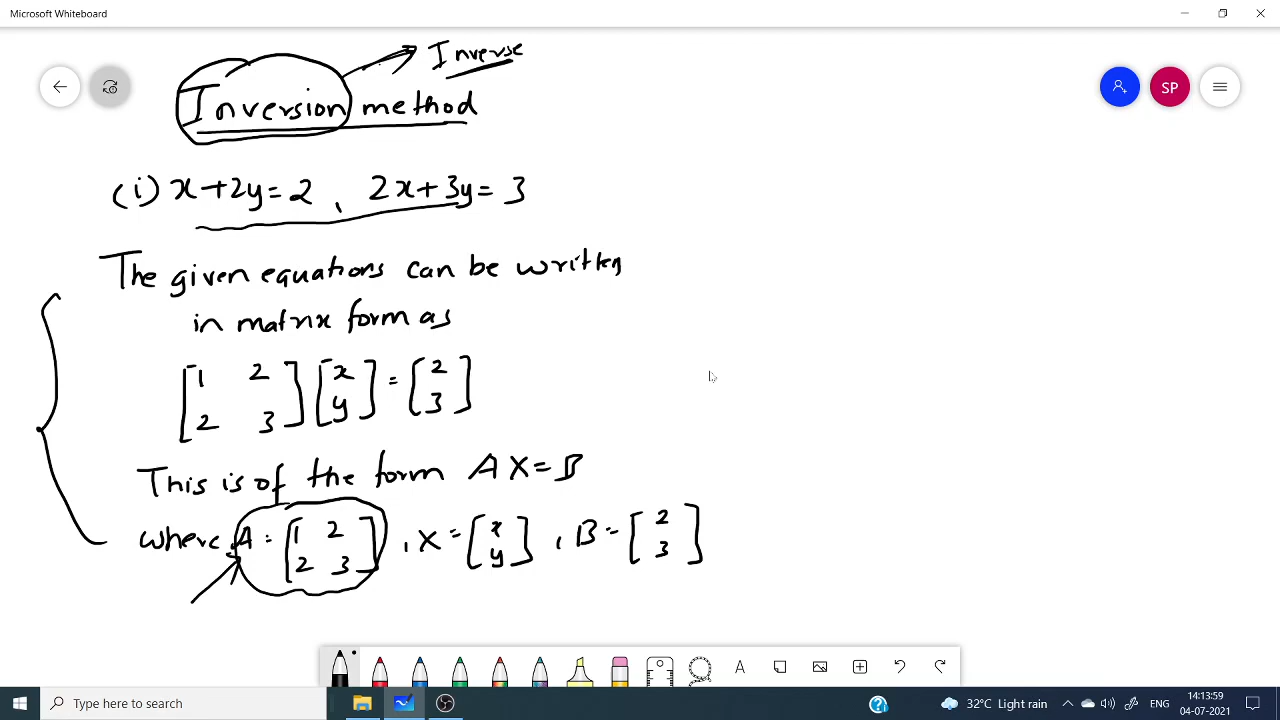 Microsoft Whiteboard
Inverse
Inversion method
SP
(i) x+2y=2, 2x+3y=3
The given equations can be written
in matrix form as
[1 2 [x = [2
2 3] y] 3]
This is of the form AX=B
where A = [1 2 , X = [x , B = [2
2 3] y] 3]
A
Type here to search
32°C Light rain
ENG
14:13:59
04-07-2021